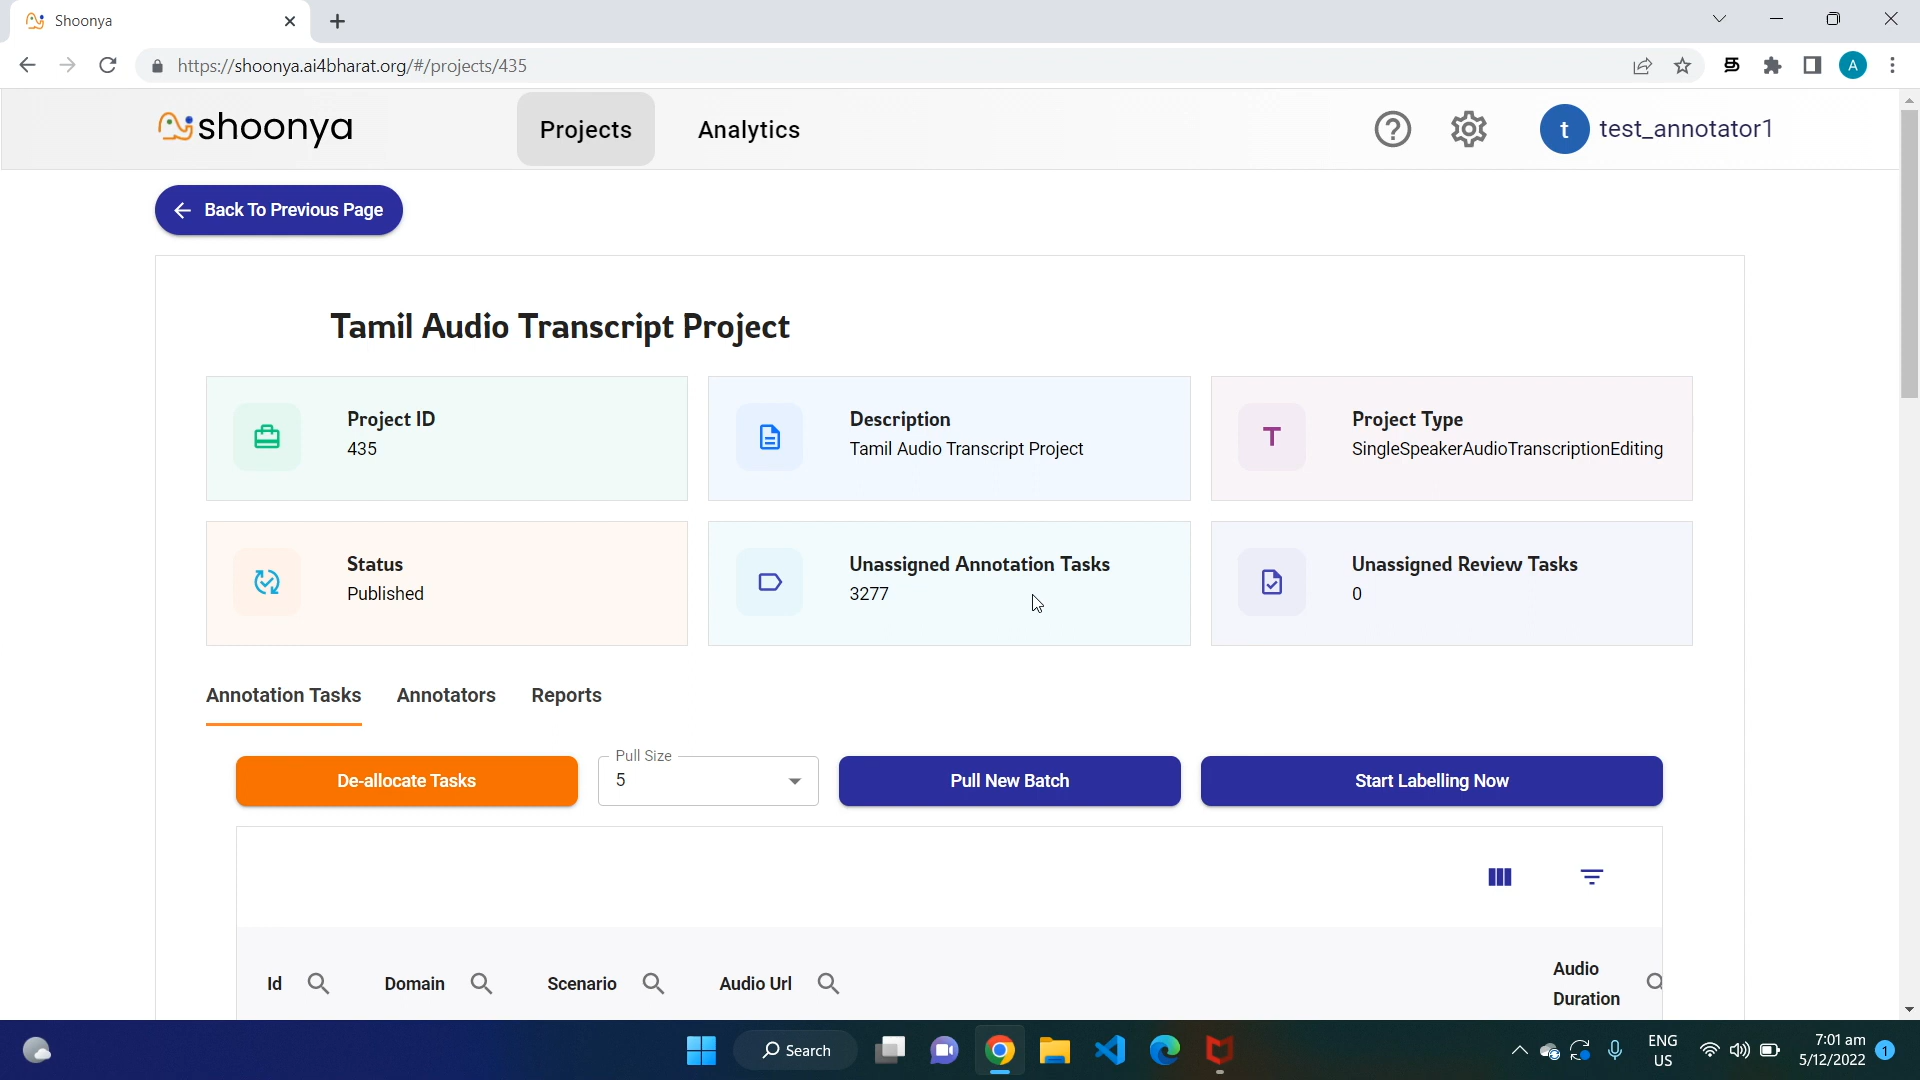 Shoonya
https://shoonya.ai4bharat.org/#/projects/435
A
shoonya
Projects
Analytics
t
test_annotator1
Back To Previous Page
Tamil Audio Transcript Project
Project ID
435
Description
Tamil Audio Transcript Project
Project Type
SingleSpeakerAudioTranscriptionEditing
Status
Published
Unassigned Annotation Tasks
3277
Unassigned Review Tasks
0
Annotation Tasks
Annotators
Reports
De-allocate Tasks
Pull Size
5
Pull New Batch
Start Labelling Now
Id
Domain
Scenario
Audio Url
Audio
Duration
Search
ENG
US
7:01 am
5/12/2022
1